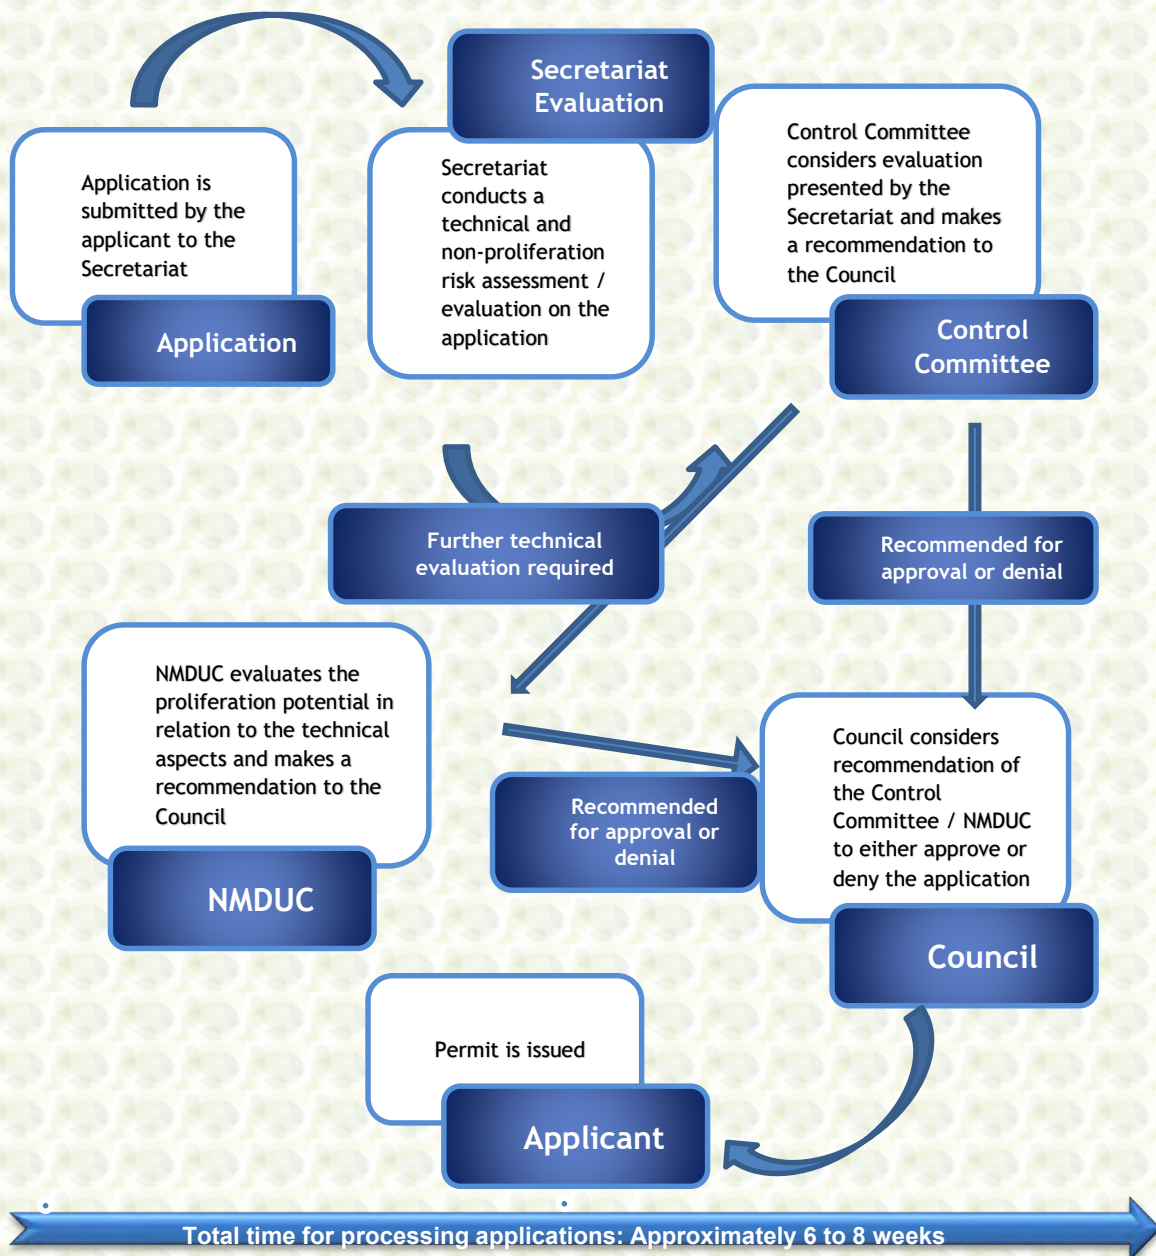 Application is
submitted by the
applicant to the
Secretariat
Application
Secretariat
Evaluation
Secretariat
conducts a
technical and
non-proliferation
risk assessment /
evaluation on the
application
Control Committee
considers evaluation
presented by the
Secretariat and makes
a recommendation to
the Council
Control
Committee
Further technical
evaluation required
Recommended for
approval or denial
NMDUC evaluates the
proliferation potential in
relation to the technical
aspects and makes a
recommendation to the
Council
NMDUC
Recommended
for approval or
denial
Council considers
recommendation of
the Control
Committee / NMDUC
to either approve or
deny the application
Council
Permit is issued
Applicant
Total time for processing applications: Approximately 6 to 8 weeks